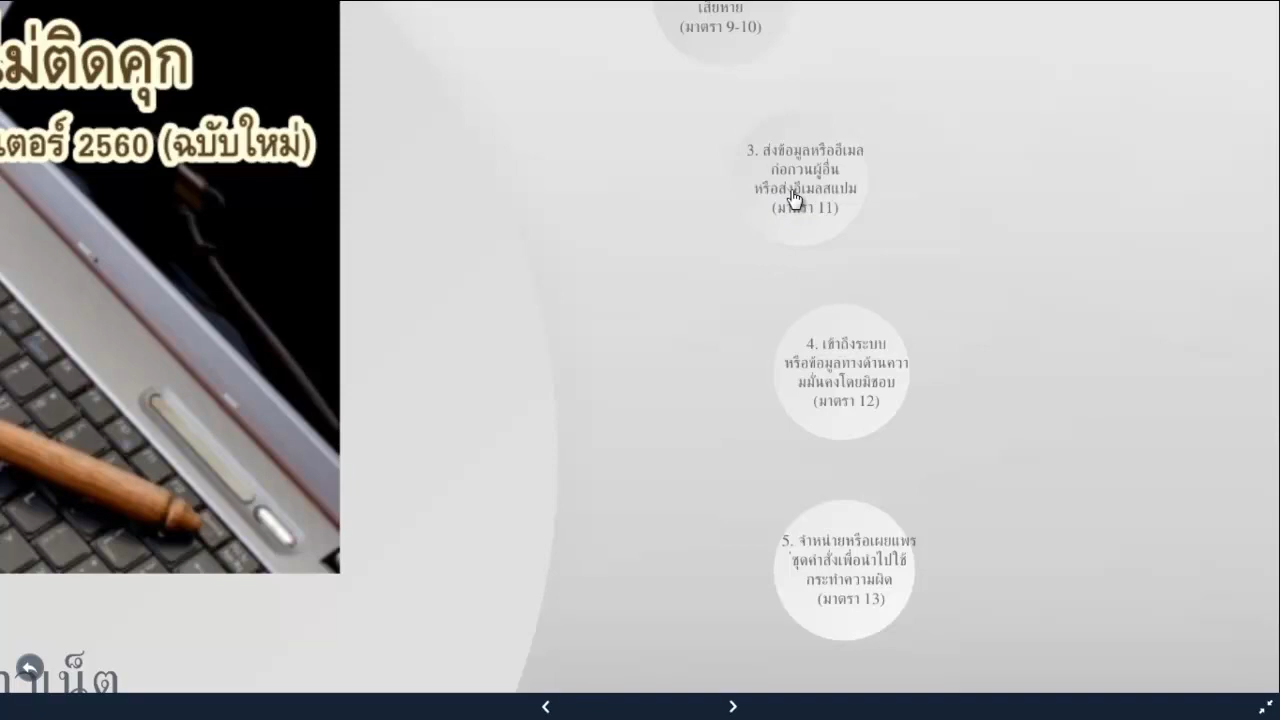 ม่ติดคุก
เตอร์ 2560 (ฉบับใหม่)
เสียหาย
(มาตรา 9-10)
3. ส่งข้อมูลหรืออีเมล
ก่อกวนผู้อื่น
หรือส่งอีเมลสแปม
(มาตรา 11)
4. เข้าถึงระบบ
หรือข้อมูลทางด้านควา
มมั่นคงโดยมิชอบ
(มาตรา 12)
5. จำหน่ายหรือเผยแพร
่ชุดคำสั่งเพื่อนำไปใช้
กระทำความผิด
(มาตรา 13)